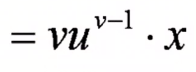 = vu^{v-1} · x